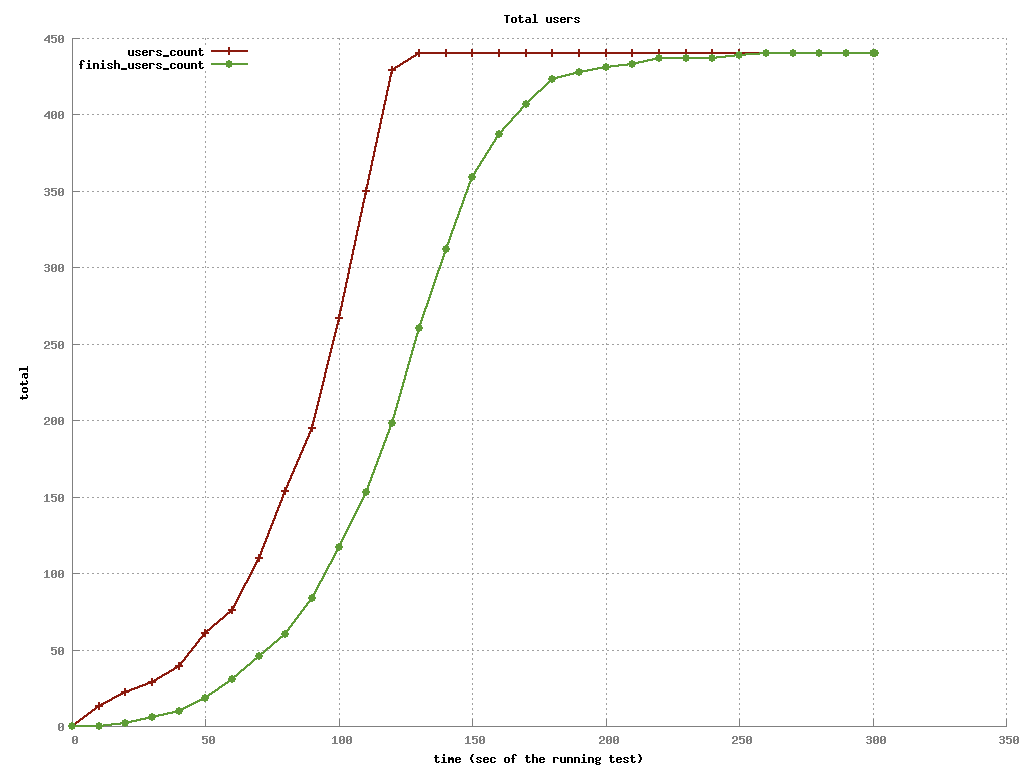 Total users
users_count
finish_users_count
450
400
350
300
250
200
150
100
50
0
total
0 50 100 150 200 250 300 350
time (sec of the running test)